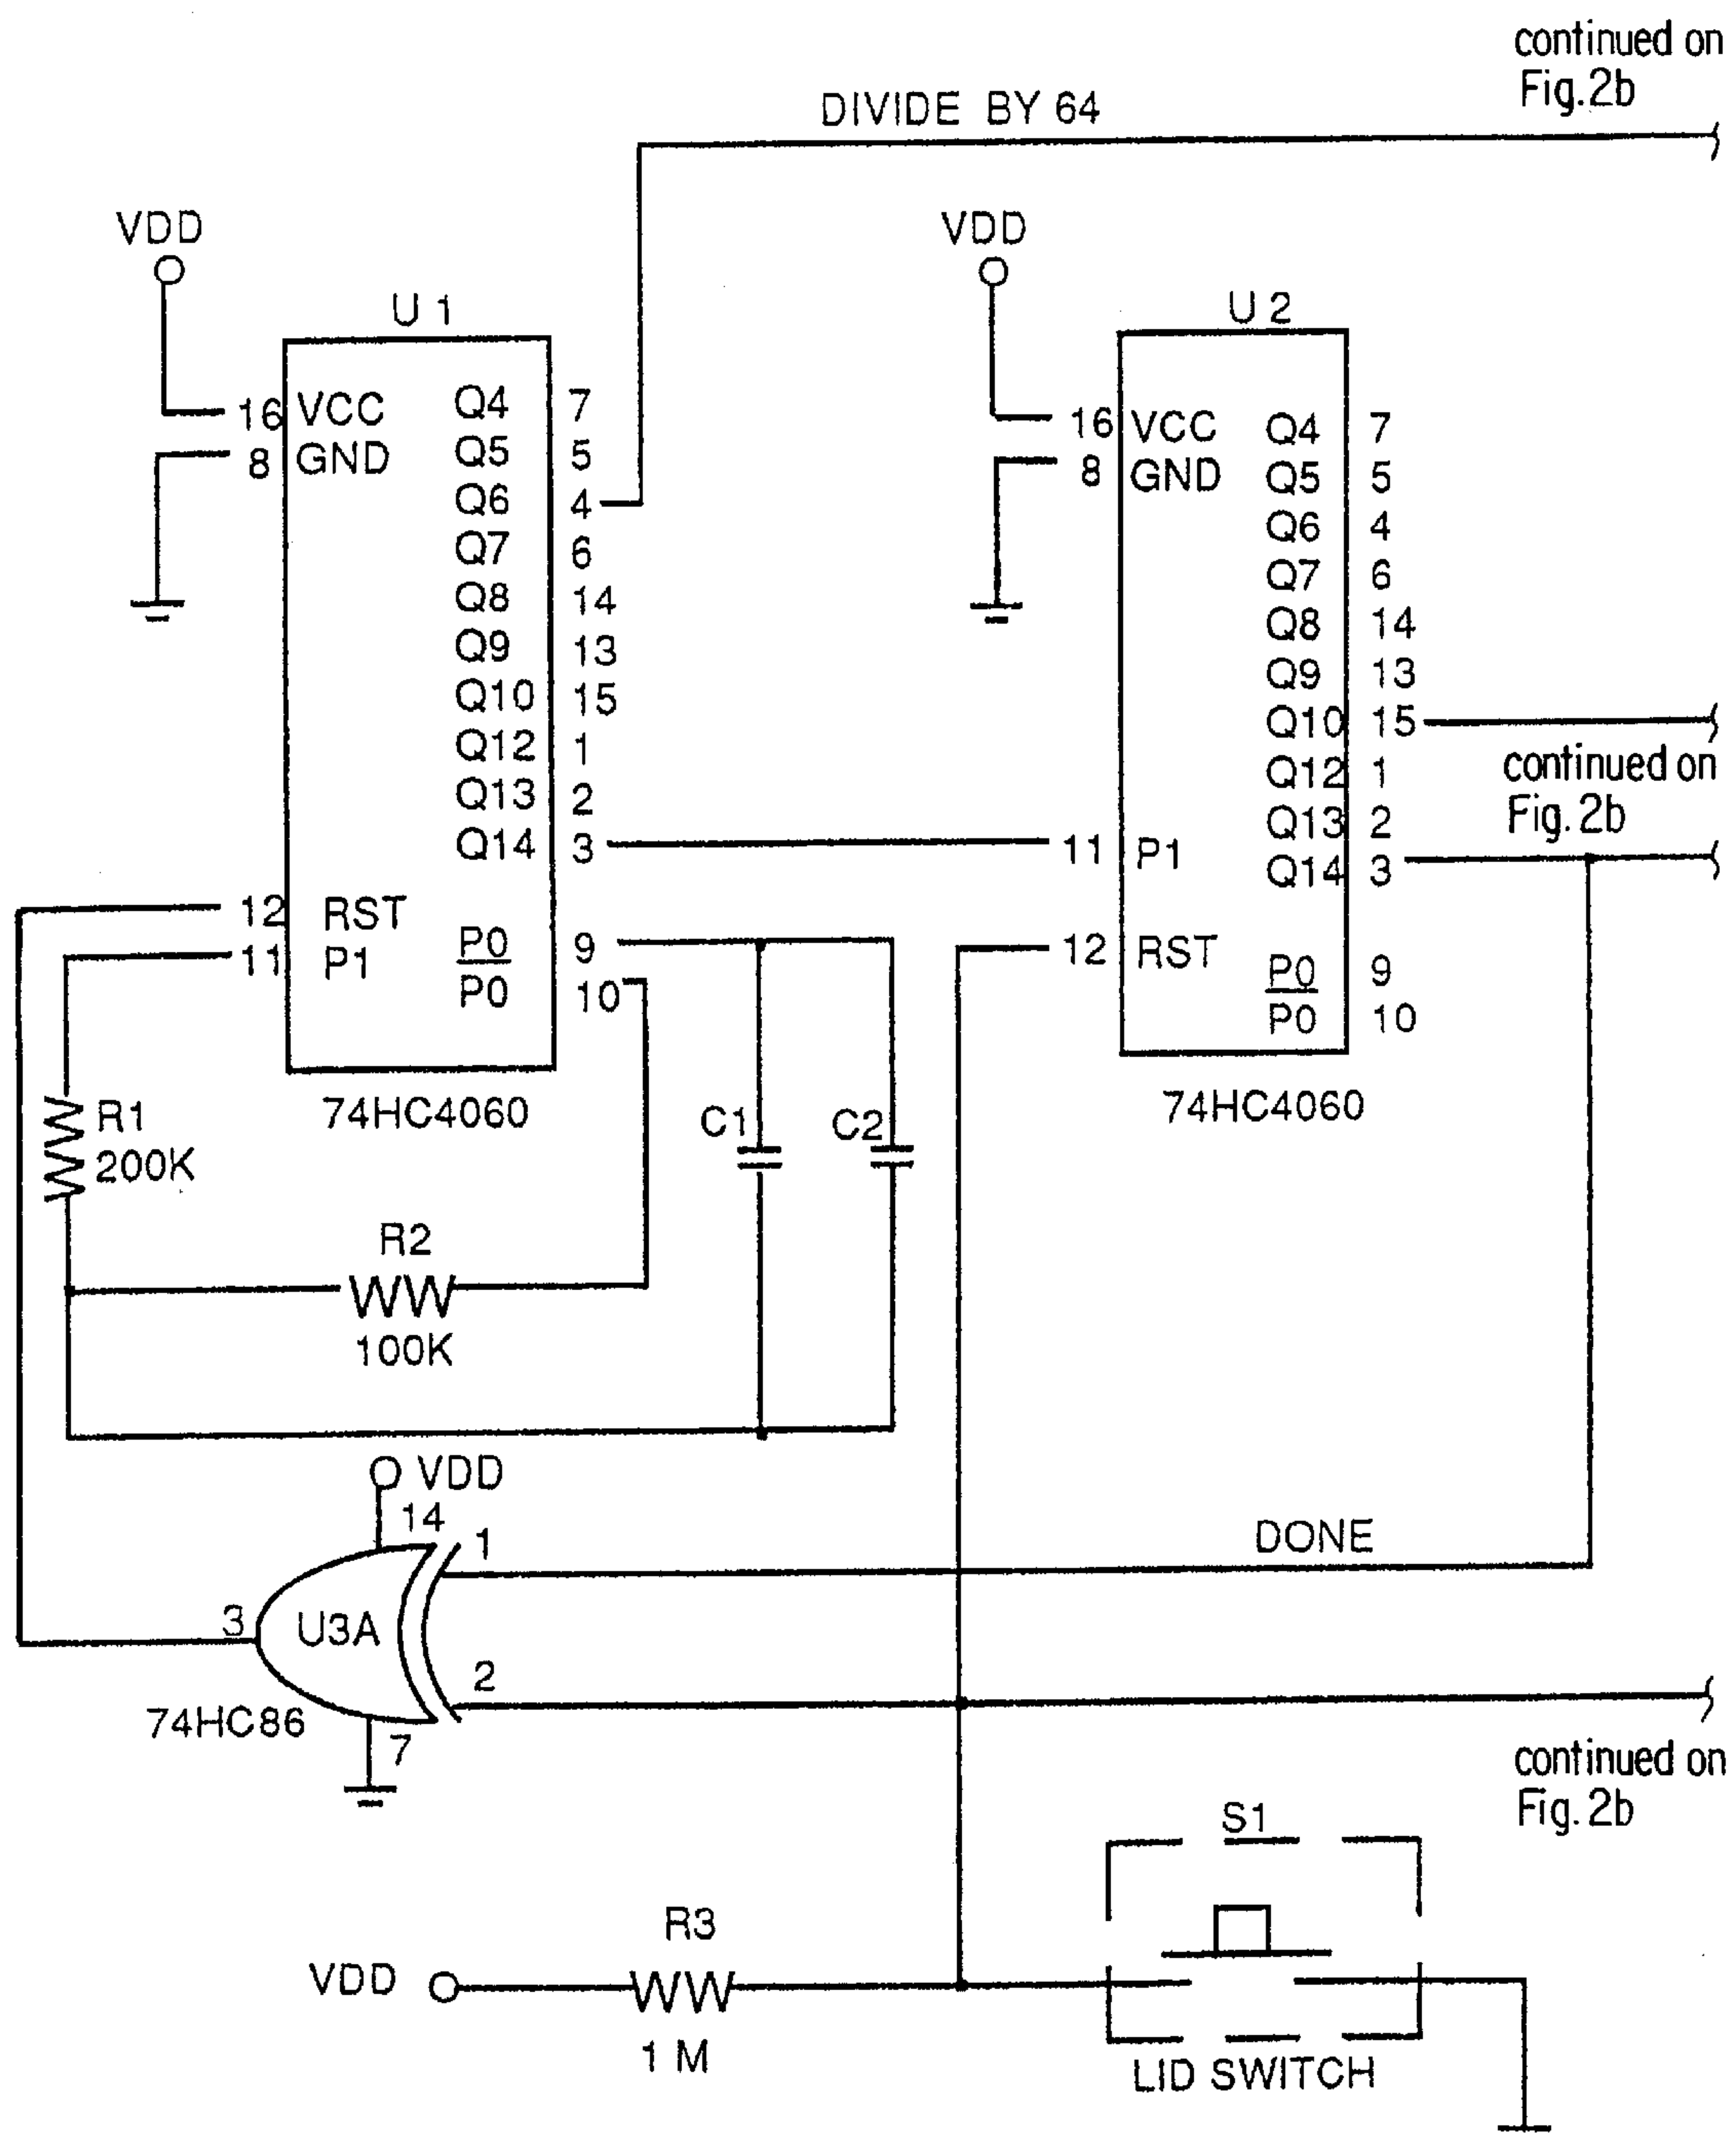 continued on
Fig. 2b
DIVIDE BY 64
VDD
VDD
U 1
U 2
16 VCC Q4 7
8 GND Q5 5
Q6 4
Q7 6
Q8 14
Q9 13
Q10 15
Q12 1
Q13 2
Q14 3
12 RST
11 P1
P0 9
P0 10
74HC4060
16 VCC Q4 7
8 GND Q5 5
Q6 4
Q7 6
Q8 14
Q9 13
Q10 15
Q12 1
Q13 2
11 P1 Q14 3
12 RST
P0 9
P0 10
74HC4060
continued on
Fig. 2b
R1
200K
C1
C2
R2
100K
VDD
14
1
DONE
3
U3A
2
74HC86
7
continued on
Fig. 2b
S1
R3
VDD
1 M
LID SWITCH